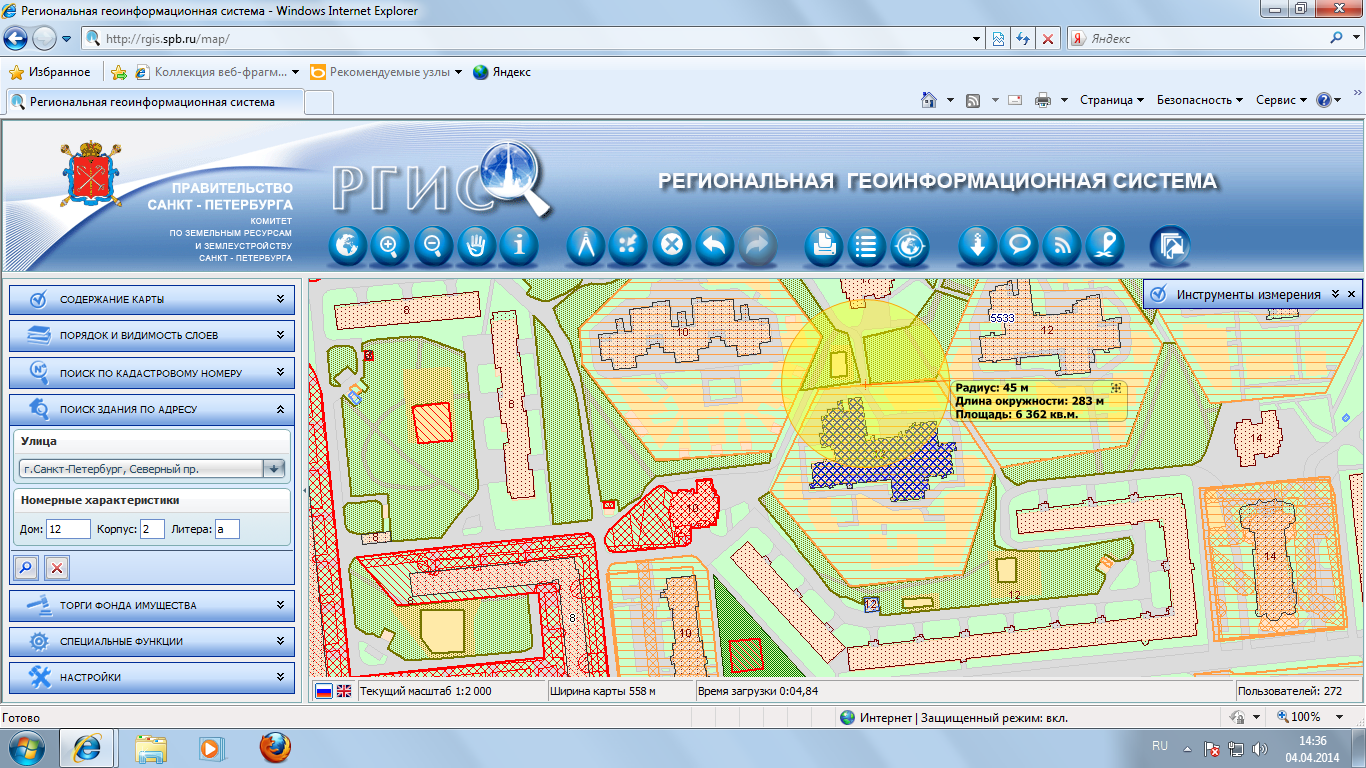 Региональная геоинформационная система - Windows Internet Explorer
http://rgis.spb.ru/map/
Яндекс
Избранное
Коллекция веб-фрагм...
Рекомендуемые узлы
Яндекс
Региональная геоинформационная система
Страница
Безопасность
Сервис
ПРАВИТЕЛЬСТВО
САНКТ - ПЕТЕРБУРГА
КОМИТЕТ
ПО ЗЕМЕЛЬНЫМ РЕСУРСАМ
И ЗЕМЛЕУСТРОЙСТВУ
САНКТ - ПЕТЕРБУРГА
РГИС
РЕГИОНАЛЬНАЯ ГЕОИНФОРМАЦИОННАЯ СИСТЕМА
СОДЕРЖАНИЕ КАРТЫ
ПОРЯДОК И ВИДИМОСТЬ СЛОЕВ
ПОИСК ПО КАДАСТРОВОМУ НОМЕРУ
ПОИСК ЗДАНИЯ ПО АДРЕСУ
Улица
г.Санкт-Петербург, Северный пр.
Номерные характеристики
Дом: 12 Корпус: 2 Литера: а
ТОРГИ ФОНДА ИМУЩЕСТВА
СПЕЦИАЛЬНЫЕ ФУНКЦИИ
НАСТРОЙКИ
Инструменты измерения
8
10
5533
12
6
Радиус: 45 м
Длина окружности: 283 м
Площадь: 6 362 кв.м.
14
10
8
14
12
12
8
10
Текущий масштаб 1:2 000
Ширина карты 558 м
Время загрузки 0:04,84
Пользователей: 272
Готово
Интернет | Защищенный режим: вкл.
100%
RU
14:36
04.04.2014